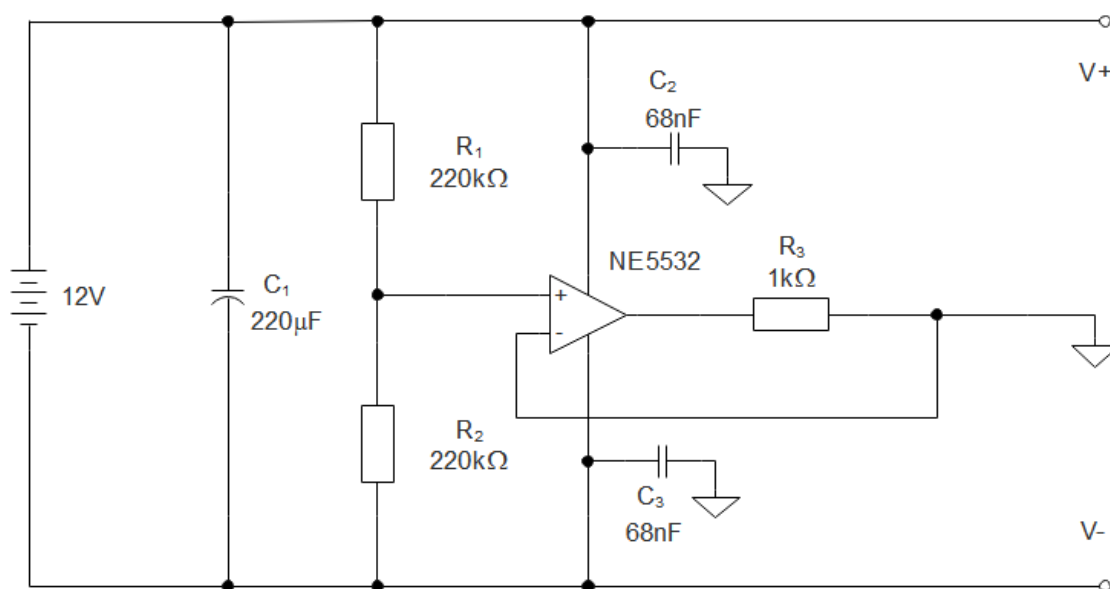 V+
C₂
68nF
R₁
220kΩ
NE5532
R₃
1kΩ
12V
C₁
220µF
+
-
R₂
220kΩ
C₃
68nF
V-